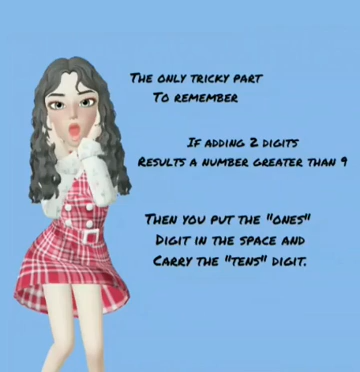 The only tricky part
To remember
If adding 2 digits
Results a number greater than 9
Then you put the "ones"
Digit in the space and
Carry the "tens" digit.